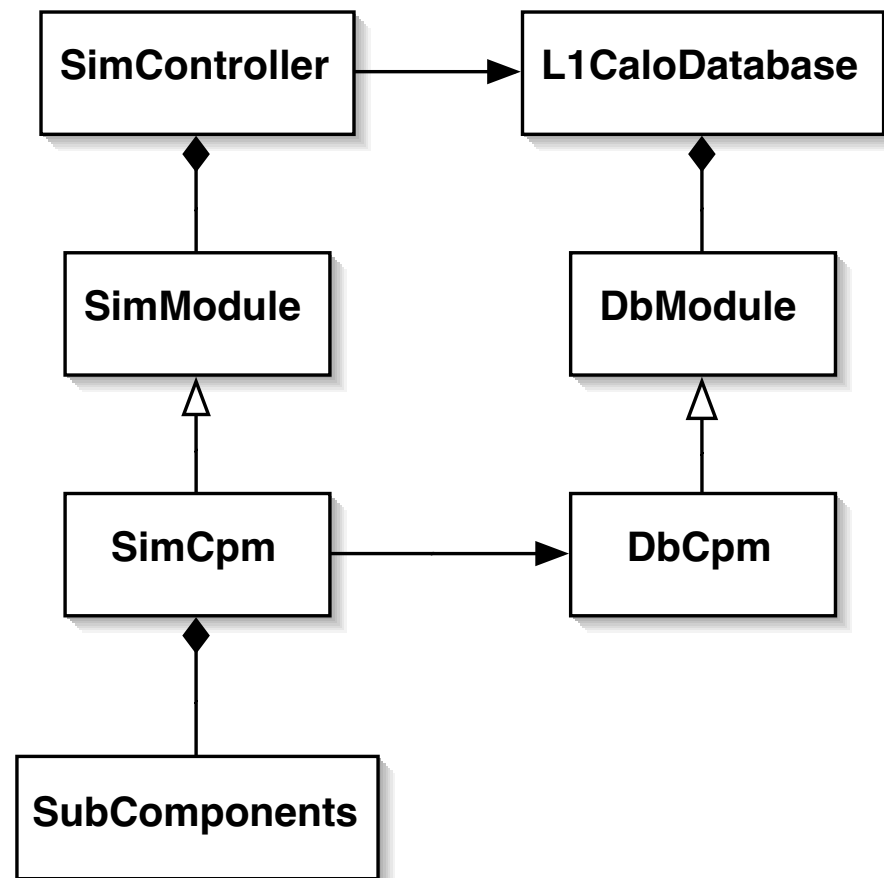 SimController
L1CaloDatabase
SimModule
DbModule
SimCpm
DbCpm
SubComponents